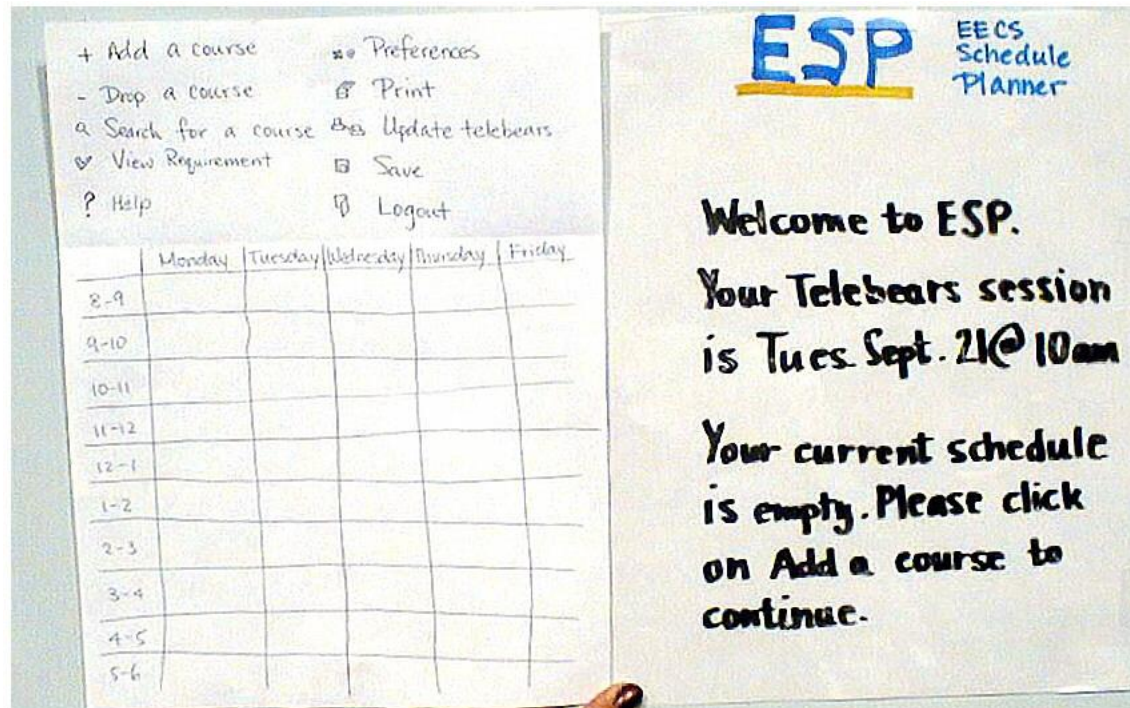 + Add a course
- Drop a course
Search for a course
View Requirement
? Help
Preferences
Print
Update telebears
Save
Logout
Monday Tuesday Wednesday Thursday Friday
8-9
9-10
10-11
11-12
12-1
1-2
2-3
3-4
4-5
5-6
ESP
EECS
Schedule
Planner
Welcome to ESP.
Your Telebears session
is Tues Sept. 21@10am
Your current schedule
is empty. Please click
on Add a course to
continue.